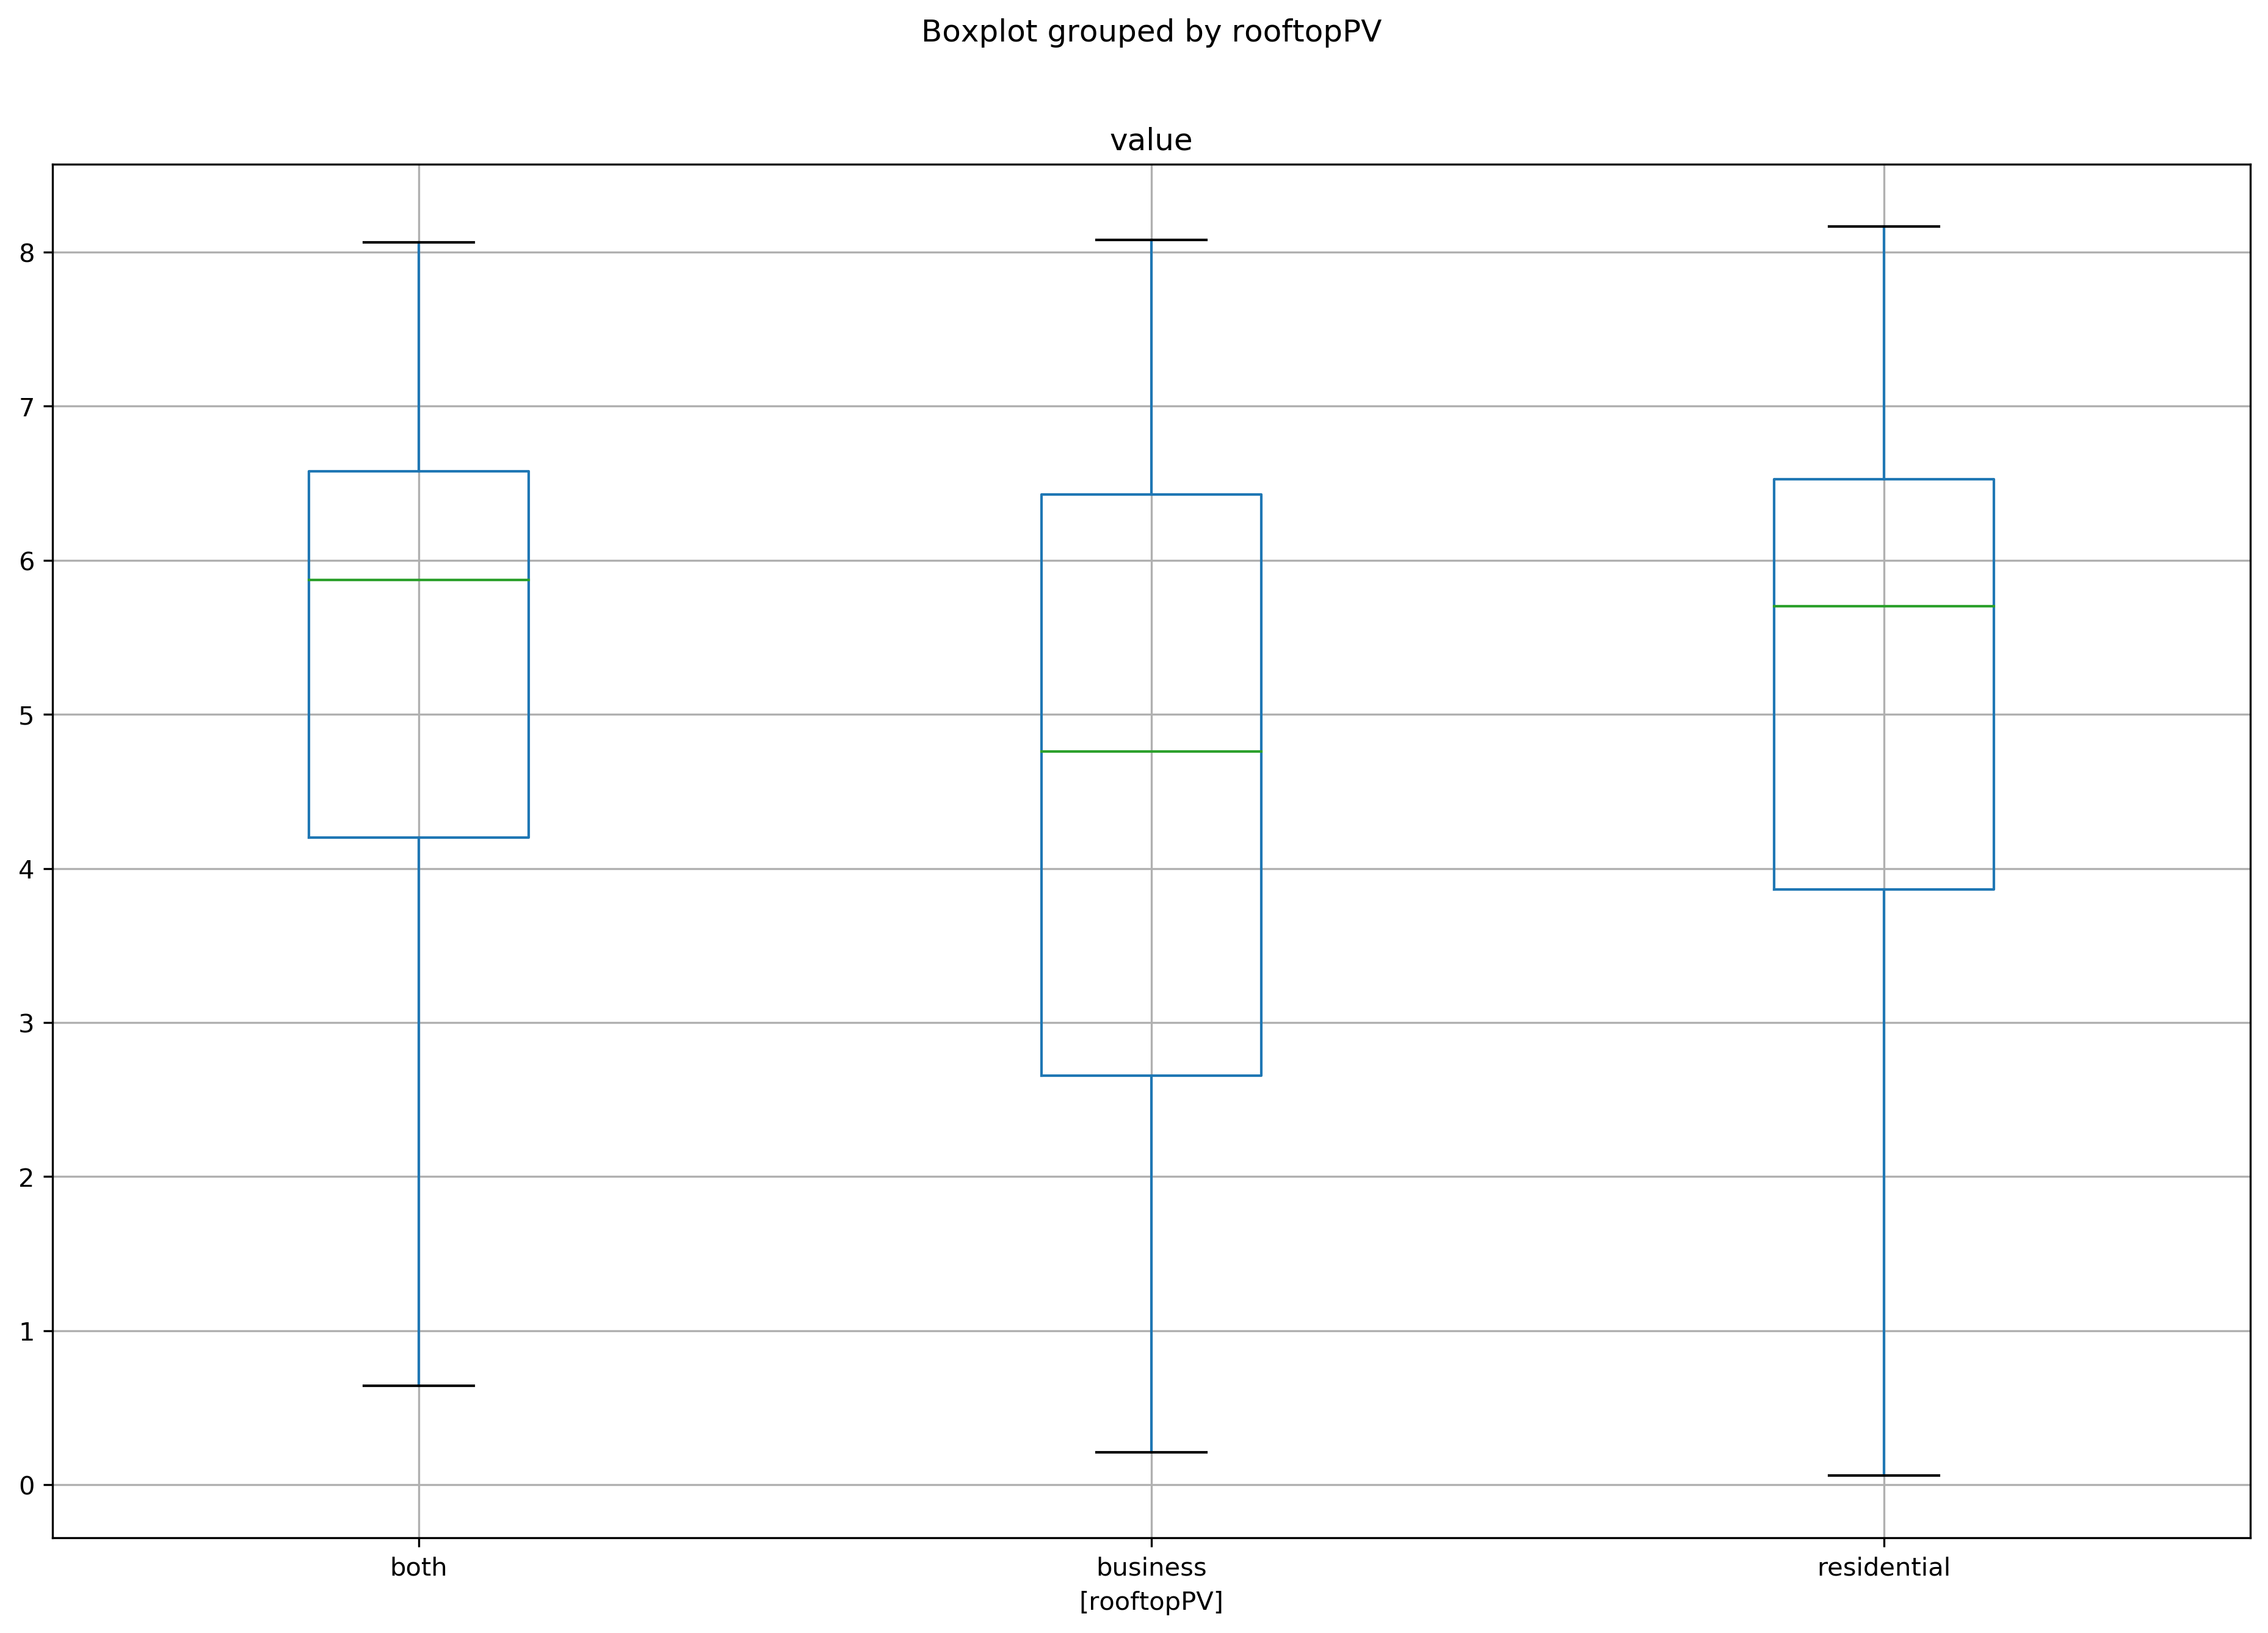 Boxplot grouped by rooftopPV
value
8
7
6
5
4
3
2
1
0
both business residential
[rooftopPV]